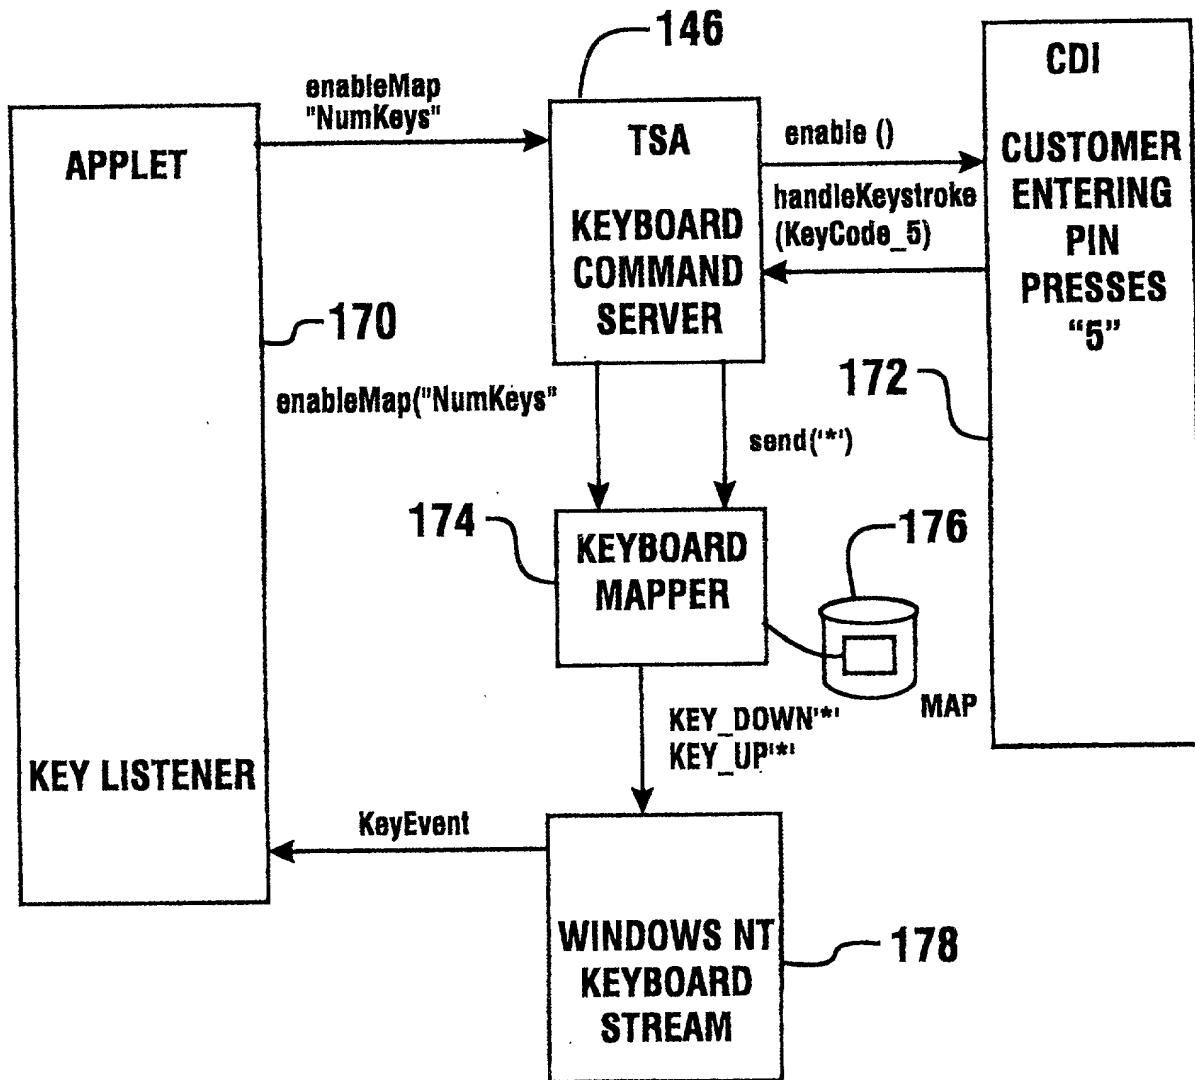 146
enableMap
"NumKeys"
APPLET
TSA
KEYBOARD
COMMAND
SERVER
enable ()
handleKeystroke
(KeyCode_5)
CDI
CUSTOMER
ENTERING
PIN
PRESSES
“5”
170
172
enableMap("NumKeys"
send('*')
174
KEYBOARD
MAPPER
176
MAP
KEY_DOWN'*'
KEY_UP'*'
KEY LISTENER
KeyEvent
WINDOWS NT
KEYBOARD
STREAM
178